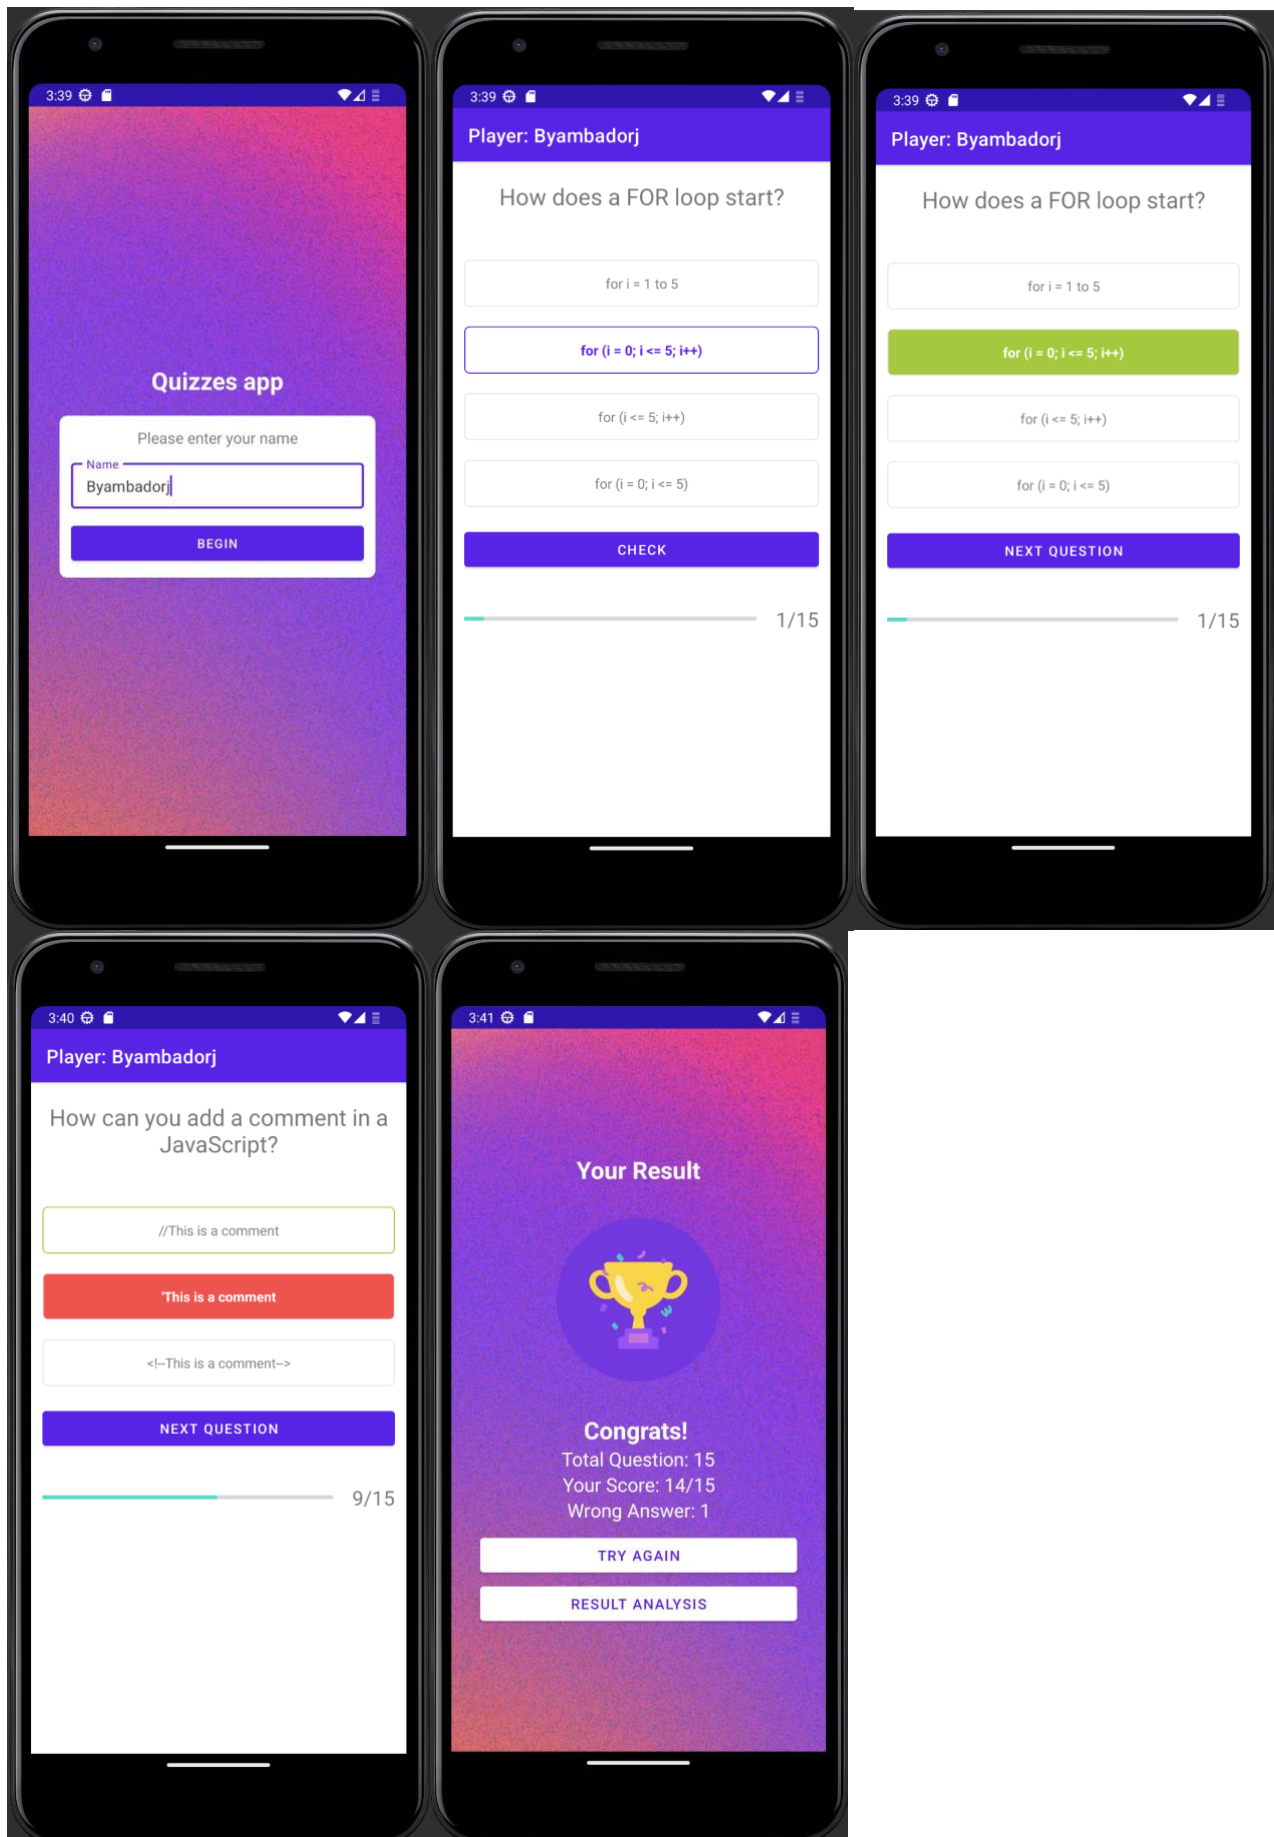 3:39
Quizzes app
Please enter your name
Name
Byambadorj
BEGIN
3:39
Player: Byambadorj
How does a FOR loop start?
for i = 1 to 5
for (i = 0; i <= 5; i++)
for (i <= 5; i++)
for (i = 0; i <= 5)
CHECK
1/15
3:39
Player: Byambadorj
How does a FOR loop start?
for i = 1 to 5
for (i = 0; i <= 5; i++)
for (i <= 5; i++)
for (i = 0; i <= 5)
NEXT QUESTION
1/15
3:40
Player: Byambadorj
How can you add a comment in a
JavaScript?
//This is a comment
'This is a comment
<!--This is a comment-->
NEXT QUESTION
9/15
3:41
Your Result
Congrats!
Total Question: 15
Your Score: 14/15
Wrong Answer: 1
TRY AGAIN
RESULT ANALYSIS